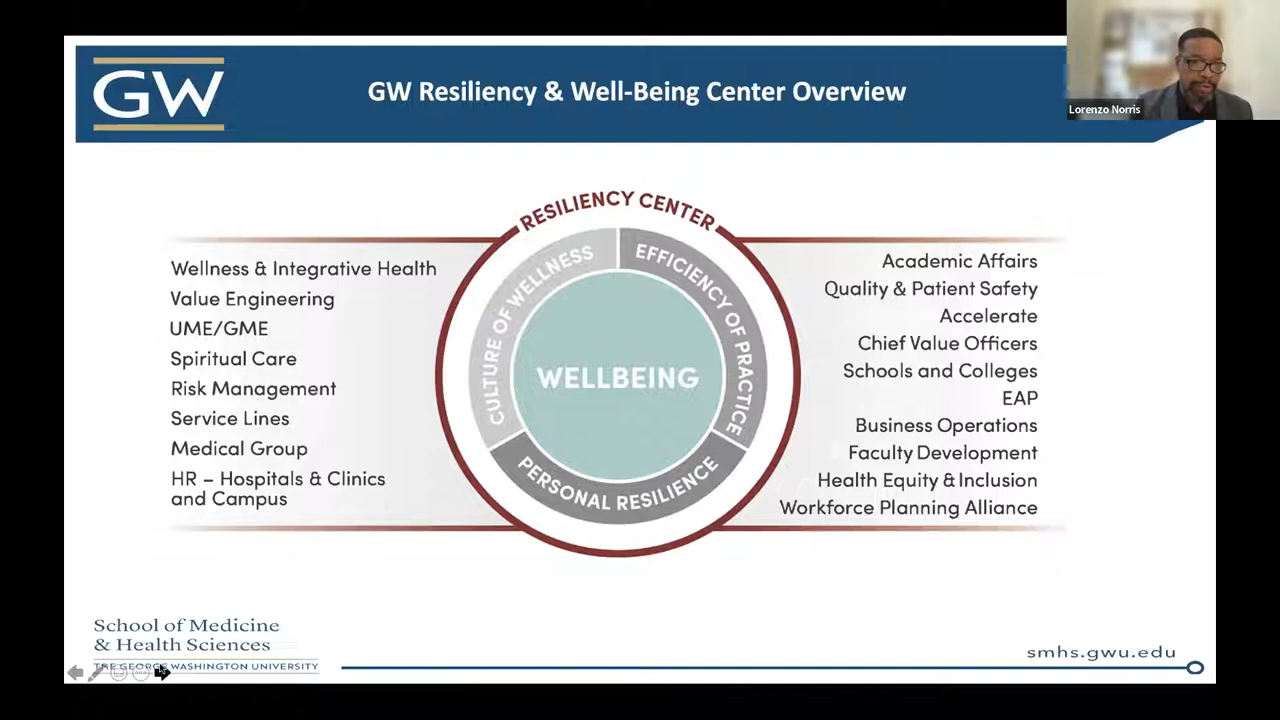 GW
GW Resiliency & Well-Being Center Overview
Lorenzo Norris
RESILIENCY CENTER
CULTURE OF WELLNESS
EFFICIENCY OF PRACTICE
PERSONAL RESILIENCE
WELLBEING
Wellness & Integrative Health
Value Engineering
UME/GME
Spiritual Care
Risk Management
Service Lines
Medical Group
HR – Hospitals & Clinics
and Campus
Academic Affairs
Quality & Patient Safety
Accelerate
Chief Value Officers
Schools and Colleges
EAP
Business Operations
Faculty Development
Health Equity & Inclusion
Workforce Planning Alliance
School of Medicine
& Health Sciences
THE GEORGE WASHINGTON UNIVERSITY
smhs.gwu.edu